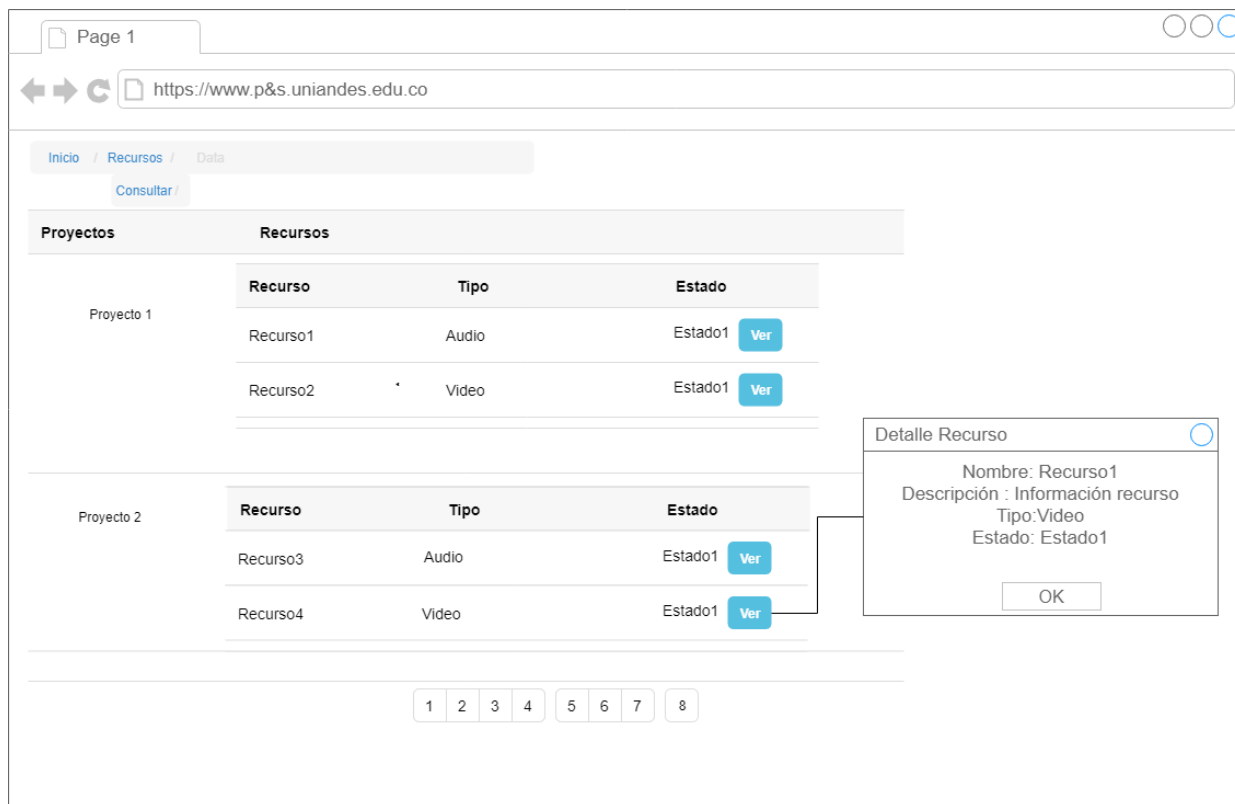 Page 1
https://www.p&s.uniandes.edu.co
Inicio / Recursos / Data
Consultar /
Proyectos Recursos
Recurso Tipo Estado
Proyecto 1
Recurso1 Audio Estado1 Ver
Recurso2 Video Estado1 Ver
Proyecto 2
Recurso Tipo Estado
Recurso3 Audio Estado1 Ver
Recurso4 Video Estado1 Ver
Detalle Recurso
Nombre: Recurso1
Descripción : Información recurso
Tipo:Video
Estado: Estado1
OK
1 2 3 4 5 6 7 8